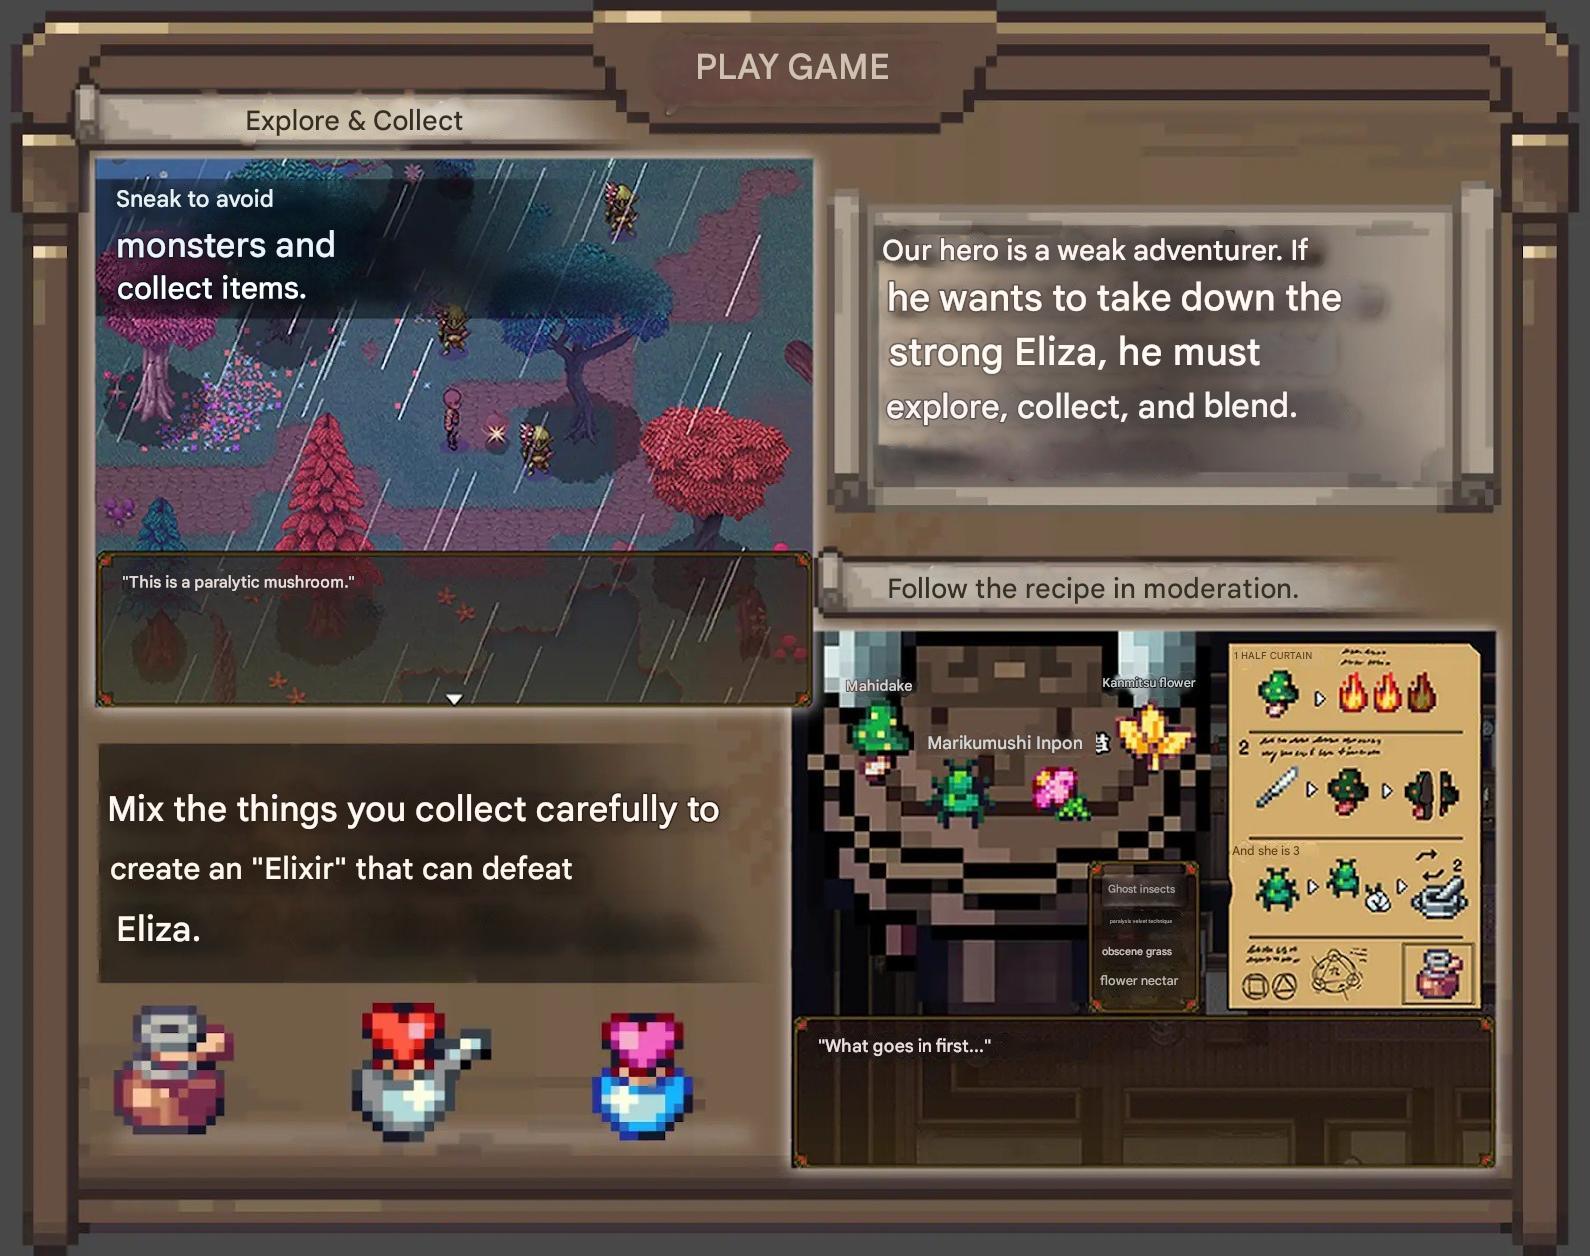 PLAY GAME
Explore & Collect
Sneak to avoid
monsters and
collect items.
"This is a paralytic mushroom."
Our hero is a weak adventurer. If
he wants to take down the
strong Eliza, he must
explore, collect, and blend.
Mix the things you collect carefully to
create an "Elixir" that can defeat
Eliza.
Follow the recipe in moderation.
Mahidake
Kanmitsu flower
Marikumushi Inpon
Ghost insects
paralysis velvet technique
obscene grass
flower nectar
1 HALF CURTAIN
2
And she is 3
2
"What goes in first..."